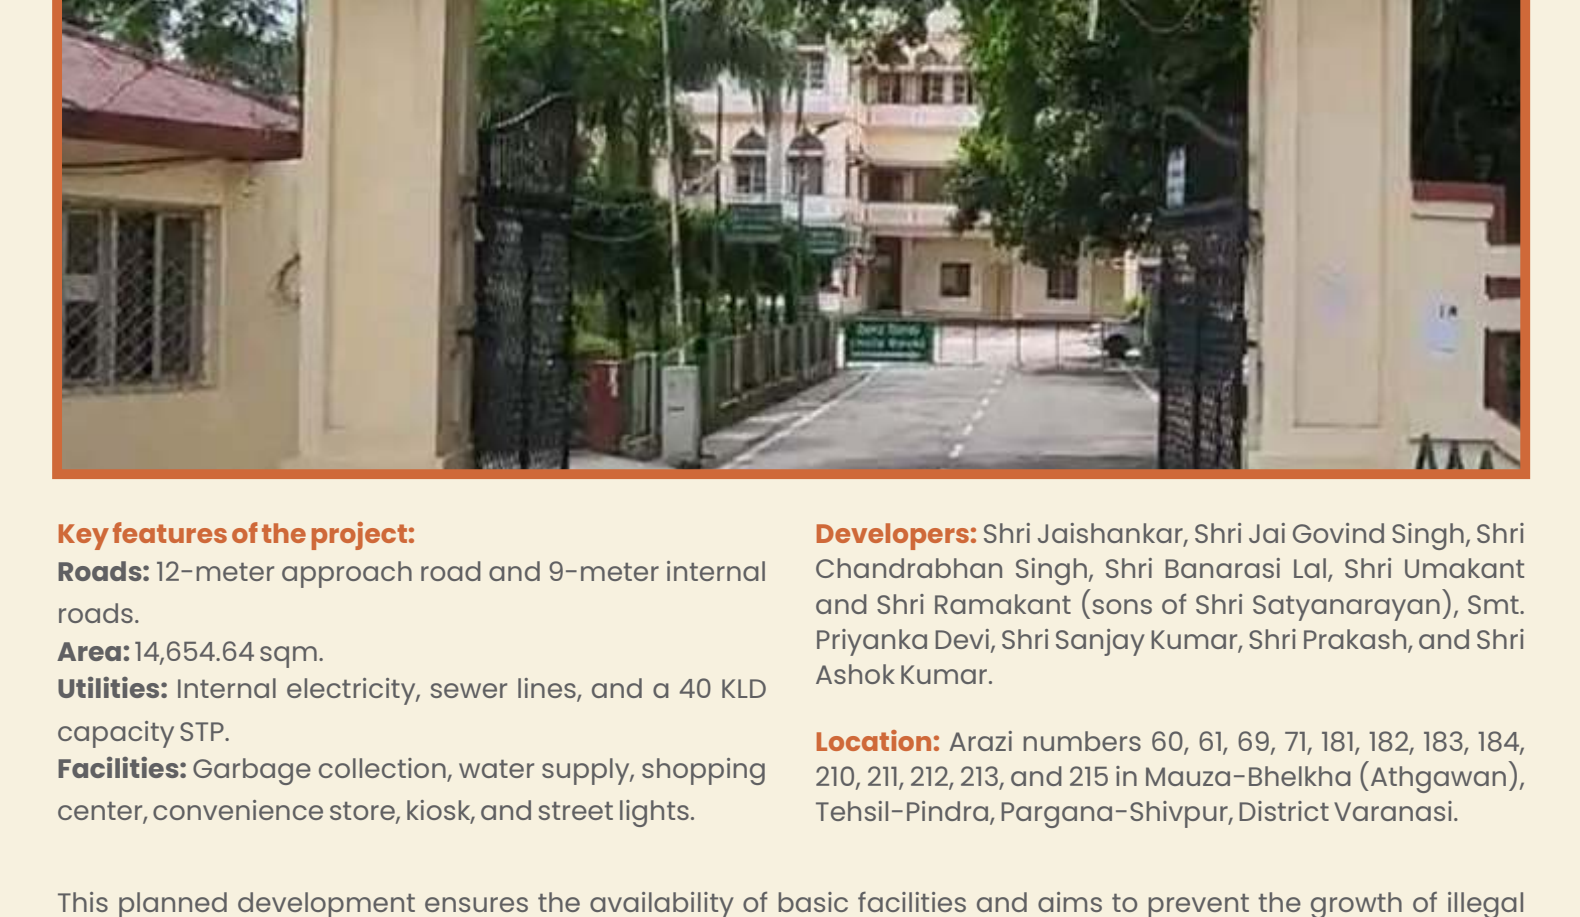 Key features of the project:
Roads: 12-meter approach road and 9-meter internal
roads.
Area: 14,654.64 sqm.
Utilities: Internal electricity, sewer lines, and a 40 KLD
capacity STP.
Facilities: Garbage collection, water supply, shopping
center, convenience store, kiosk, and street lights.
Developers: Shri Jaishankar, Shri Jai Govind Singh, Shri
Chandrabhan Singh, Shri Banarasi Lal, Shri Umakant
and Shri Ramakant (sons of Shri Satyanarayan), Smt.
Priyanka Devi, Shri Sanjay Kumar, Shri Prakash, and Shri
Ashok Kumar.
Location: Arazi numbers 60, 61, 69, 71, 181, 182, 183, 184,
210, 211, 212, 213, and 215 in Mauza-Bhelkha (Athgawan),
Tehsil-Pindra, Pargana-Shivpur, District Varanasi.
This planned development ensures the availability of basic facilities and aims to prevent the growth of illegal